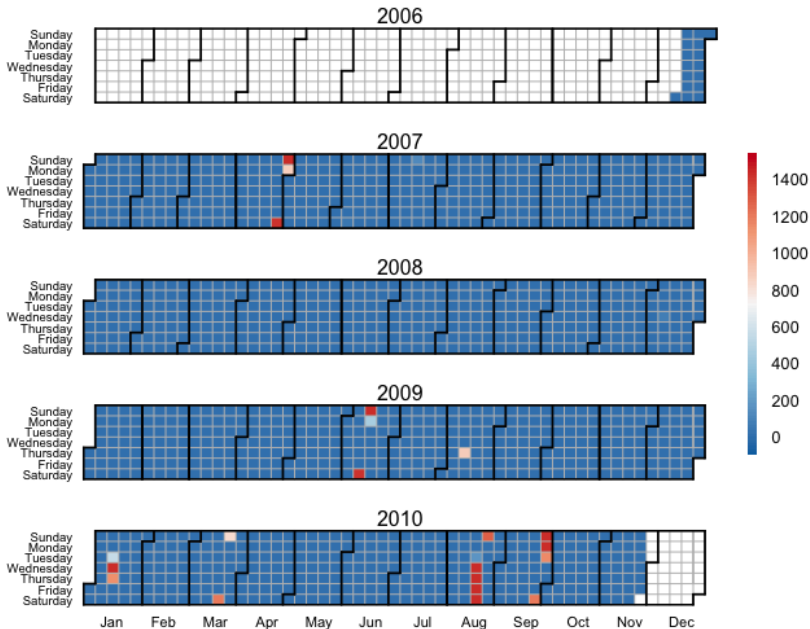 2006
Sunday
Monday
Tuesday
Wednesday
Thursday
Friday
Saturday
2007
Sunday
Monday
Tuesday
Wednesday
Thursday
Friday
Saturday
2008
Sunday
Monday
Tuesday
Wednesday
Thursday
Friday
Saturday
2009
Sunday
Monday
Tuesday
Wednesday
Thursday
Friday
Saturday
2010
Sunday
Monday
Tuesday
Wednesday
Thursday
Friday
Saturday
Jan Feb Mar Apr May Jun Jul Aug Sep Oct Nov Dec
1400
1200
1000
800
600
400
200
0